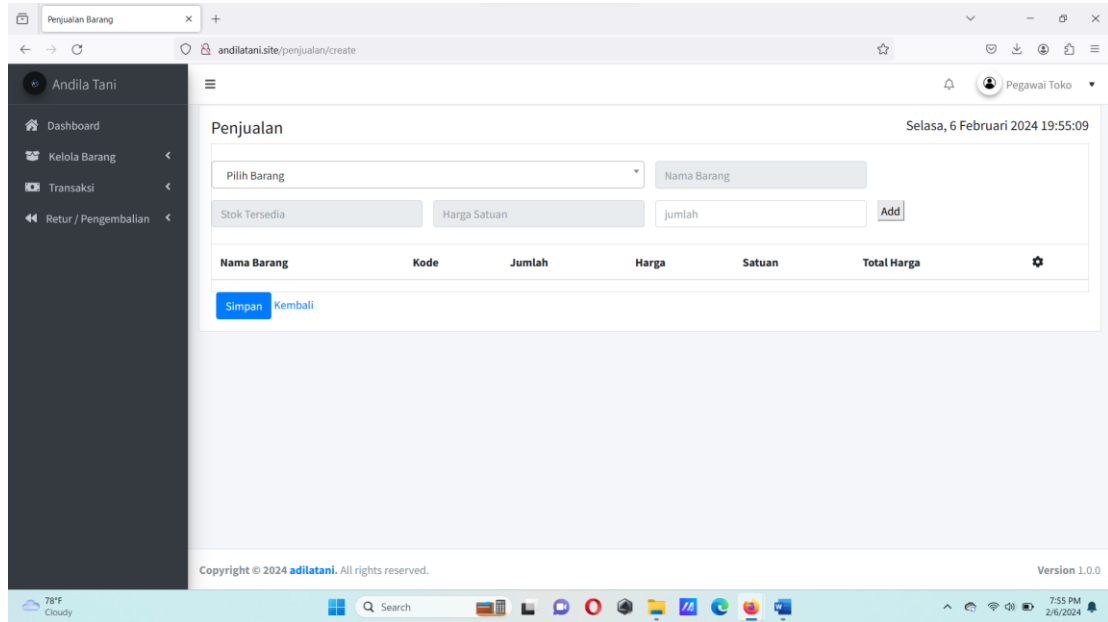 Penjualan Barang
andilatani.site/penjualan/create
Andila Tani
Pegawai Toko
Dashboard
Kelola Barang
Transaksi
Retur / Pengembalian
Penjualan
Selasa, 6 Februari 2024 19:55:09
Pilih Barang
Nama Barang
Stok Tersedia
Harga Satuan
jumlah
Add
Nama Barang Kode Jumlah Harga Satuan Total Harga
Simpan Kembali
Copyright © 2024 adilatani. All rights reserved.
Version 1.0.0
78°F
Cloudy
Search
7:55 PM
2/6/2024